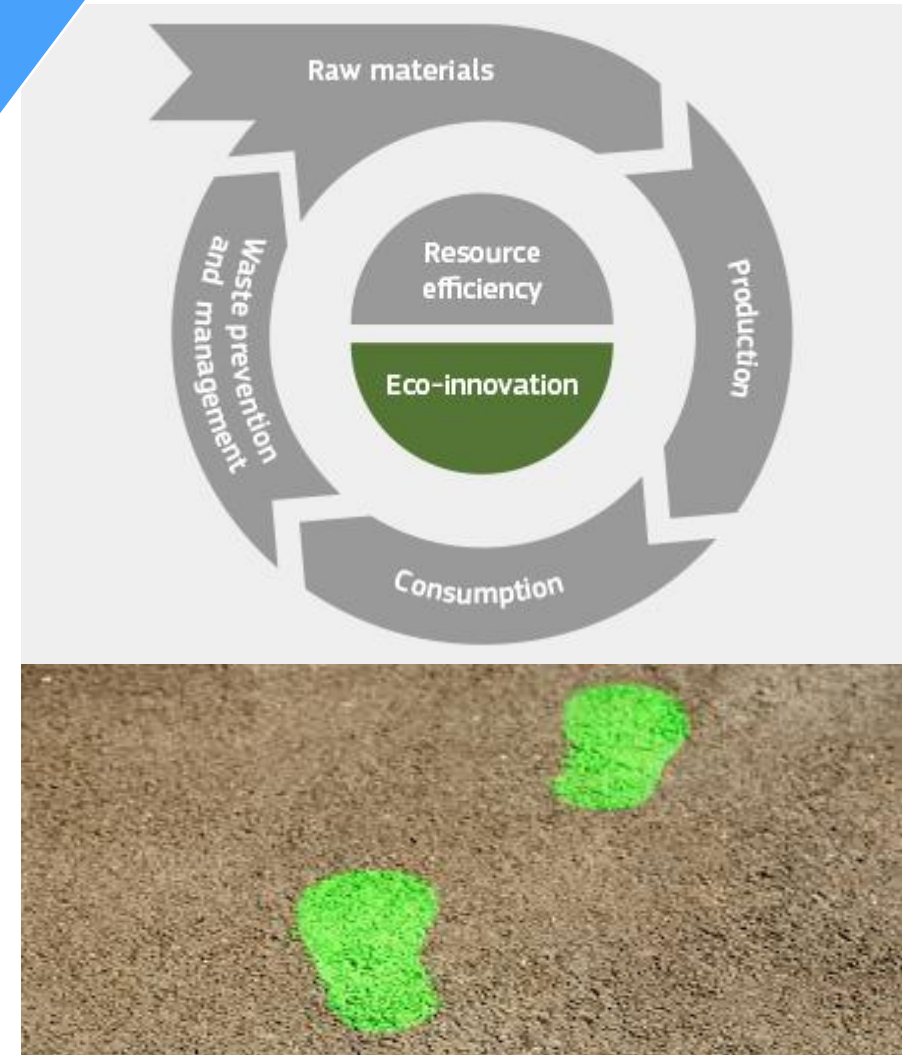 Raw materials
Production
Consumption
Waste prevention
and management
Resource
efficiency
Eco-innovation